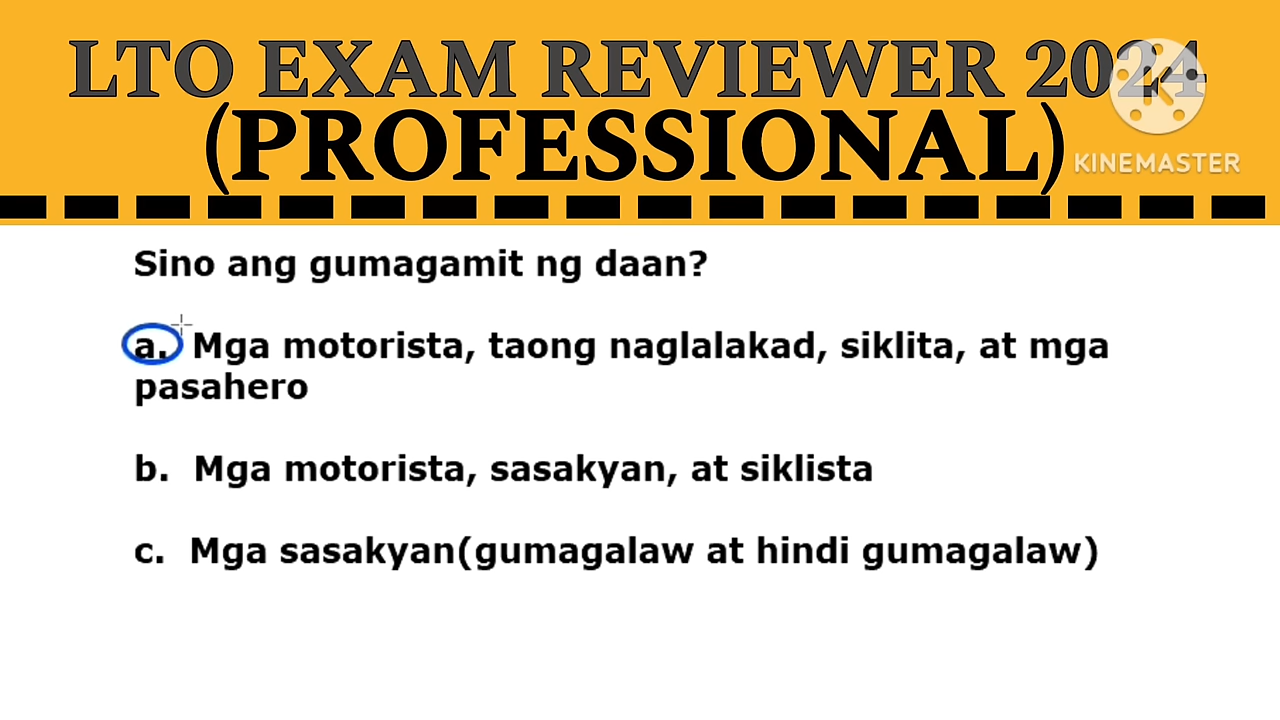 LTO EXAM REVIEWER 2024
(PROFESSIONAL)
KINEMASTER
Sino ang gumagamit ng daan?
a. Mga motorista, taong naglalakad, siklita, at mga
pasahero
b. Mga motorista, sasakyan, at siklista
c. Mga sasakyan(gumagalaw at hindi gumagalaw)